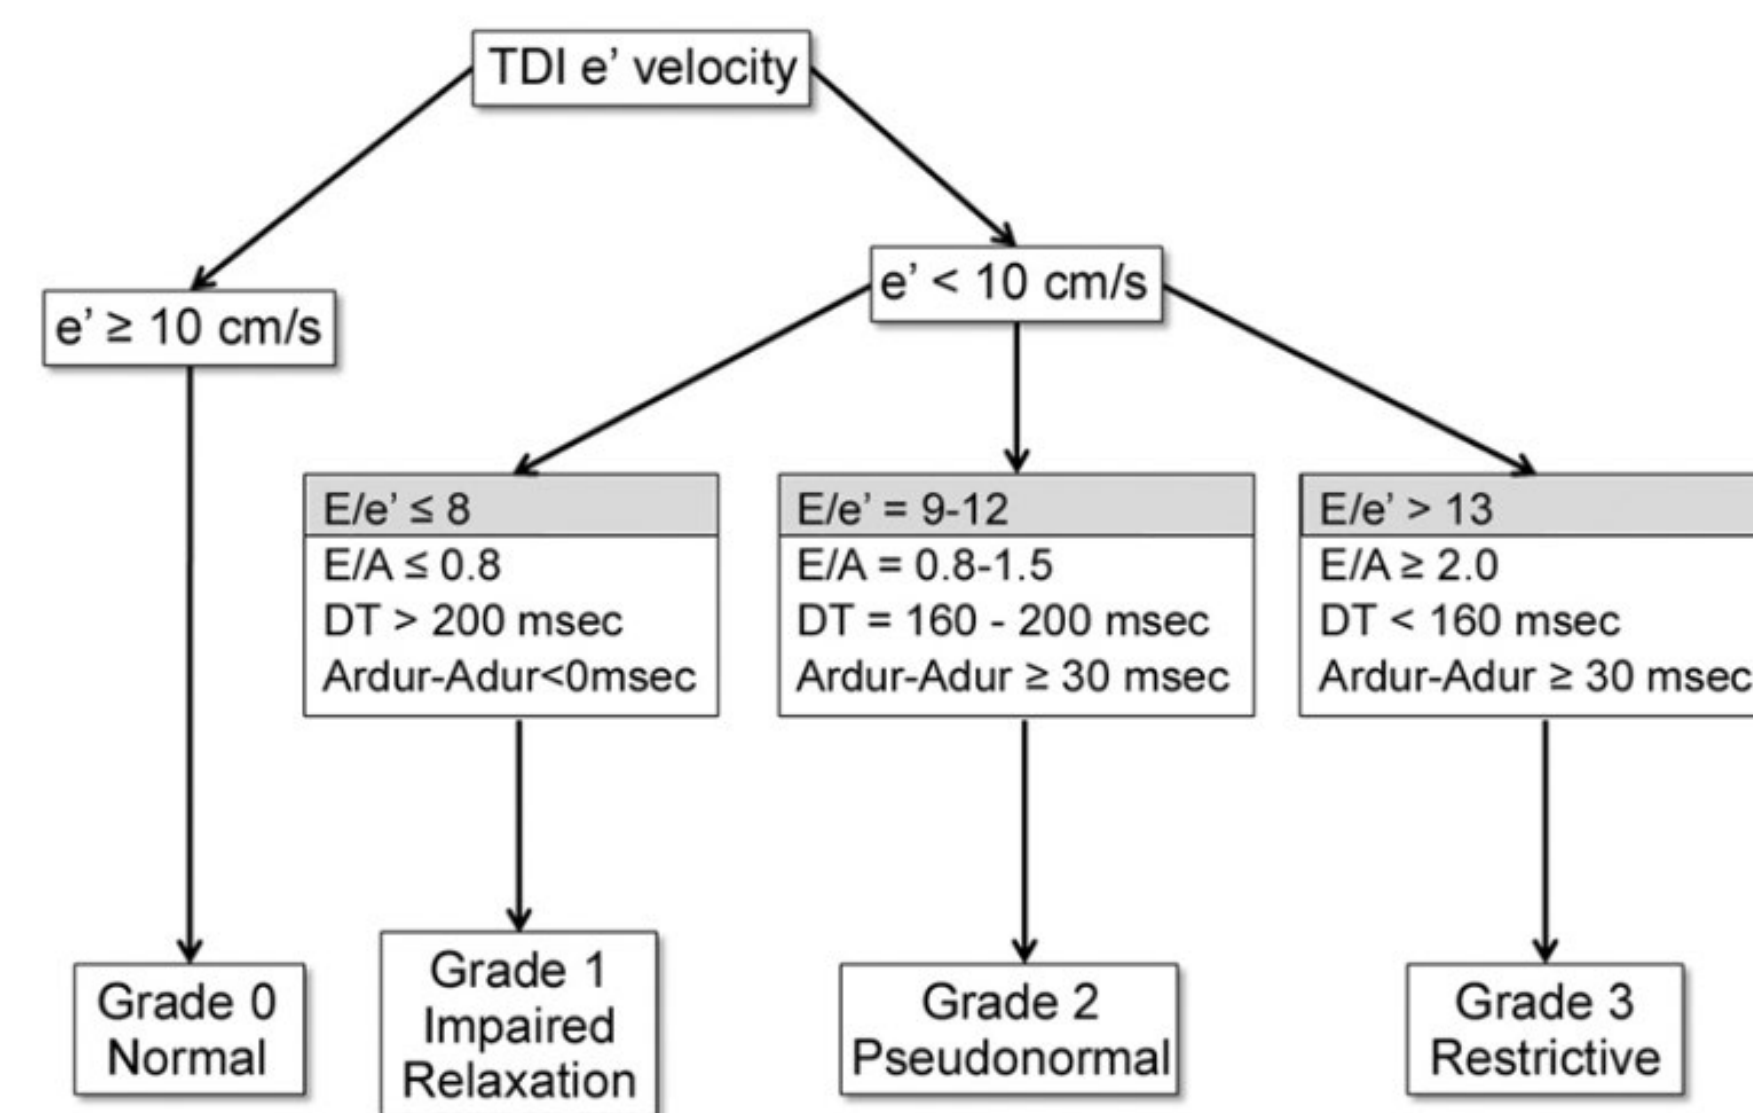 TDI e’ velocity
e’ ≥ 10 cm/s
e’ < 10 cm/s
E/e’ ≤ 8
E/A ≤ 0.8
DT > 200 msec
Ardur-Adur<0msec
E/e’ = 9-12
E/A = 0.8-1.5
DT = 160 - 200 msec
Ardur-Adur ≥ 30 msec
E/e’ > 13
E/A ≥ 2.0
DT < 160 msec
Ardur-Adur ≥ 30 msec
Grade 0
Normal
Grade 1
Impaired
Relaxation
Grade 2
Pseudonormal
Grade 3
Restrictive